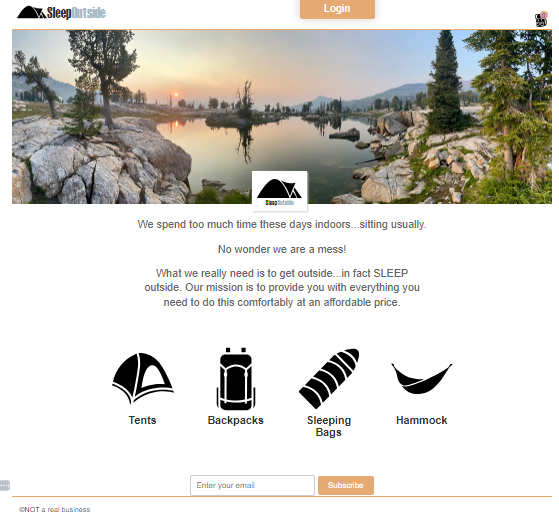 SleepOutside
Login
SleepOutside
We spend too much time these days indoors...sitting usually.
No wonder we are a mess!
What we really need is to get outside...in fact SLEEP
outside. Our mission is to provide you with everything you
need to do this comfortably at an affordable price.
Tents
Backpacks
Sleeping
Bags
Hammock
Enter your email
Subscribe
©NOT a real business